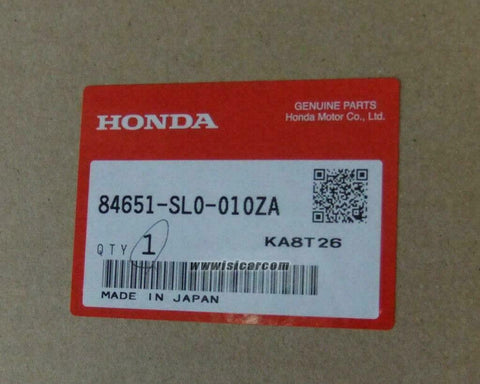 HONDA
GENUINE PARTS
Honda Motor Co., Ltd.
84651-SL0-010ZA
QTY 1
KA8T26
www.isicar.com
MADE IN JAPAN